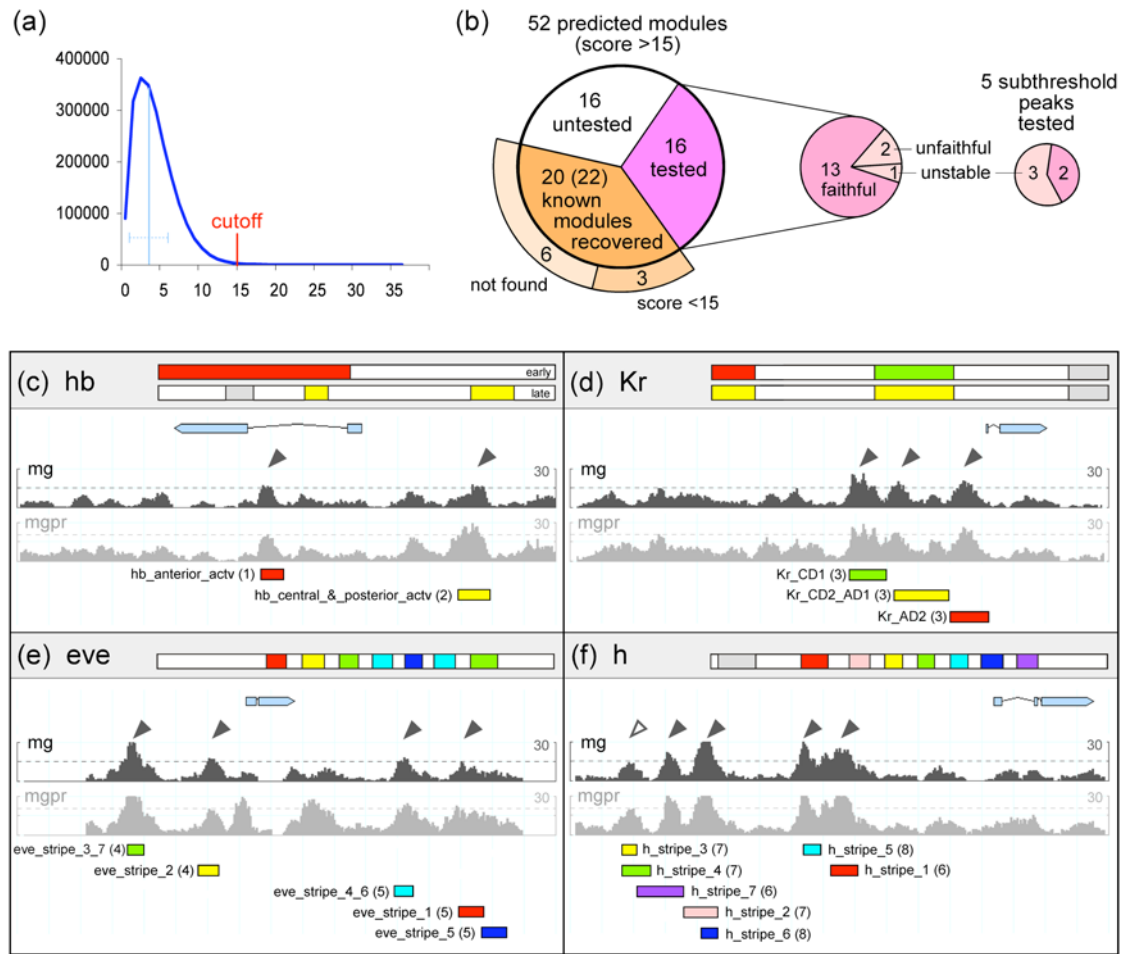 (a)
400000
300000
200000
100000
0
cutoff
0 5 10 15 20 25 30 35
(b)
52 predicted modules
(score >15)
16
untested
16
tested
20 (22)
known
modules
recovered
6
3
not found
score <15
13
faithful
2
1
unfaithful
unstable
5 subthreshold
peaks
tested
3
2
(c) hb
early
late
mg
30
mgpr
30
hb_anterior_actv (1)
hb_central_&_posterior_actv (2)
(d) Kr
mg
30
mgpr
30
Kr_CD1 (3)
Kr_CD2_AD1 (3)
Kr_AD2 (3)
(e) eve
mg
30
mgpr
30
eve_stripe_3_7 (4)
eve_stripe_2 (4)
eve_stripe_4_6 (5)
eve_stripe_1 (5)
eve_stripe_5 (5)
(f) h
mg
30
mgpr
30
h_stripe_3 (7)
h_stripe_5 (8)
h_stripe_4 (7)
h_stripe_1 (6)
h_stripe_7 (6)
h_stripe_2 (7)
h_stripe_6 (8)